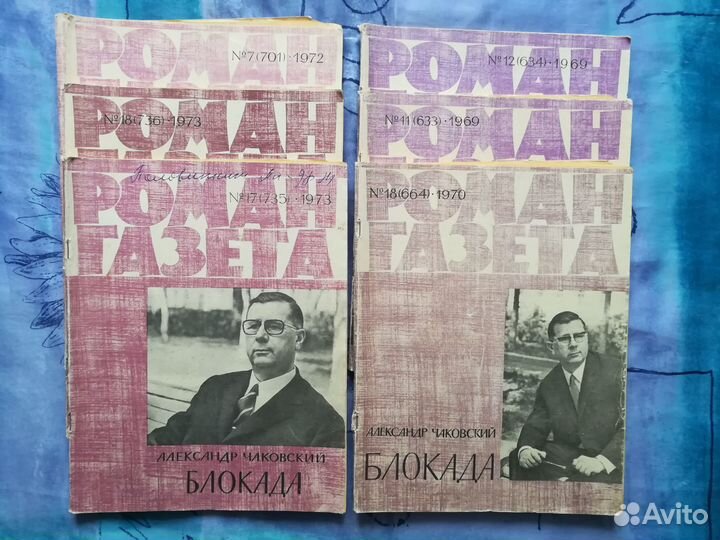 РОМАН
№7(701)·1972
РОМАН
№18(736)·1973
РОМАН
№17(735)·1973
ГАЗЕТА
АЛЕКСАНДР ЧАКОВСКИЙ
БЛОКАДА
РОМАН
№12(634)·1969
РОМАН
№11(633)·1969
РОМАН
№18(664)·1970
ГАЗЕТА
АЛЕКСАНДР ЧАКОВСКИЙ
БЛОКАДА
Avito